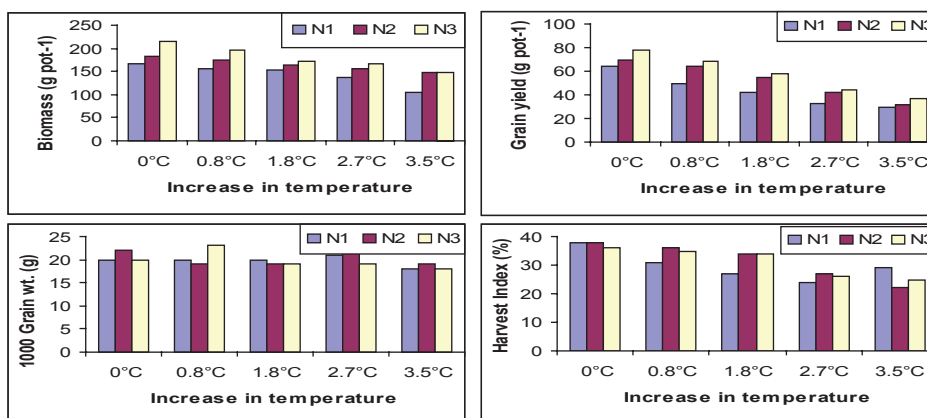 Biomass (g pot-1)
250
200
150
100
50
0
N1 N2 N3
0°C 0.8°C 1.8°C 2.7°C 3.5°C
Increase in temperature
Grain yield (g pot-1)
100
80
60
40
20
0
N1 N2 N3
0°C 0.8°C 1.8°C 2.7°C 3.5°C
Increase in temperature
1000 Grain wt. (g)
25
20
15
10
5
0
N1 N2 N3
0°C 0.8°C 1.8°C 2.7°C 3.5°C
Increase in temperature
Harvest Index (%)
40
30
20
10
0
N1 N2 N3
0°C 0.8°C 1.8°C 2.7°C 3.5°C
Increase in temperature